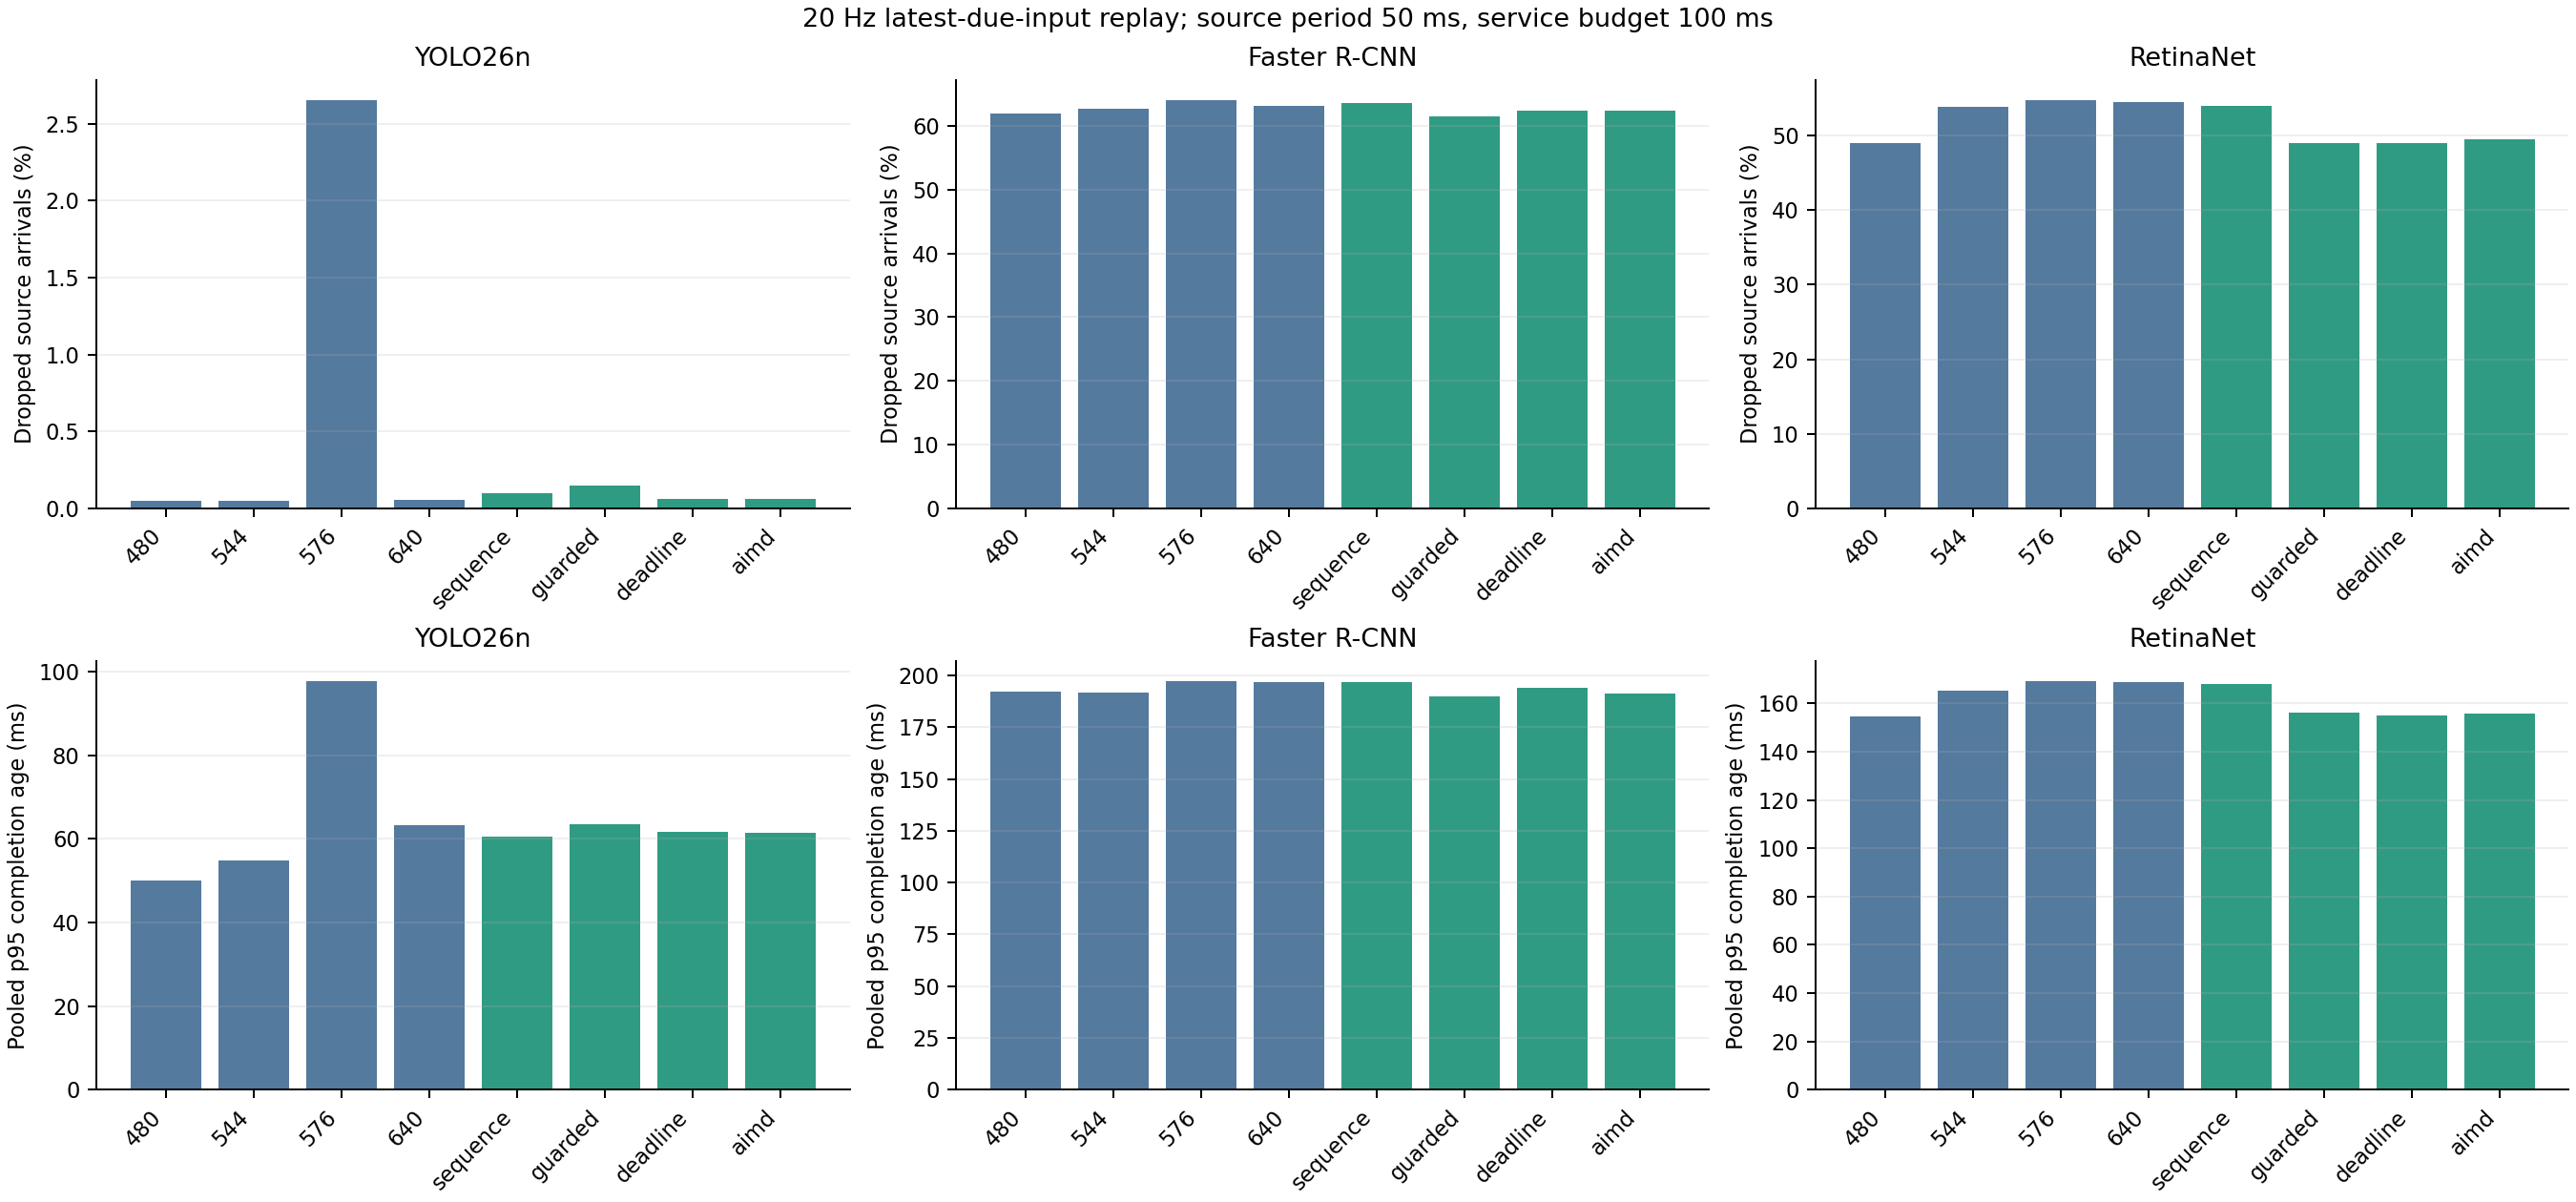 20 Hz latest-due-input replay; source period 50 ms, service budget 100 ms
YOLO26n
Dropped source arrivals (%)
2.5
2.0
1.5
1.0
0.5
0.0
480
544
576
640
sequence
guarded
deadline
aimd
Faster R-CNN
Dropped source arrivals (%)
60
50
40
30
20
10
0
480
544
576
640
sequence
guarded
deadline
aimd
RetinaNet
Dropped source arrivals (%)
50
40
30
20
10
0
480
544
576
640
sequence
guarded
deadline
aimd
YOLO26n
Pooled p95 completion age (ms)
100
80
60
40
20
0
480
544
576
640
sequence
guarded
deadline
aimd
Faster R-CNN
Pooled p95 completion age (ms)
200
175
150
125
100
75
50
25
0
480
544
576
640
sequence
guarded
deadline
aimd
RetinaNet
Pooled p95 completion age (ms)
160
140
120
100
80
60
40
20
0
480
544
576
640
sequence
guarded
deadline
aimd